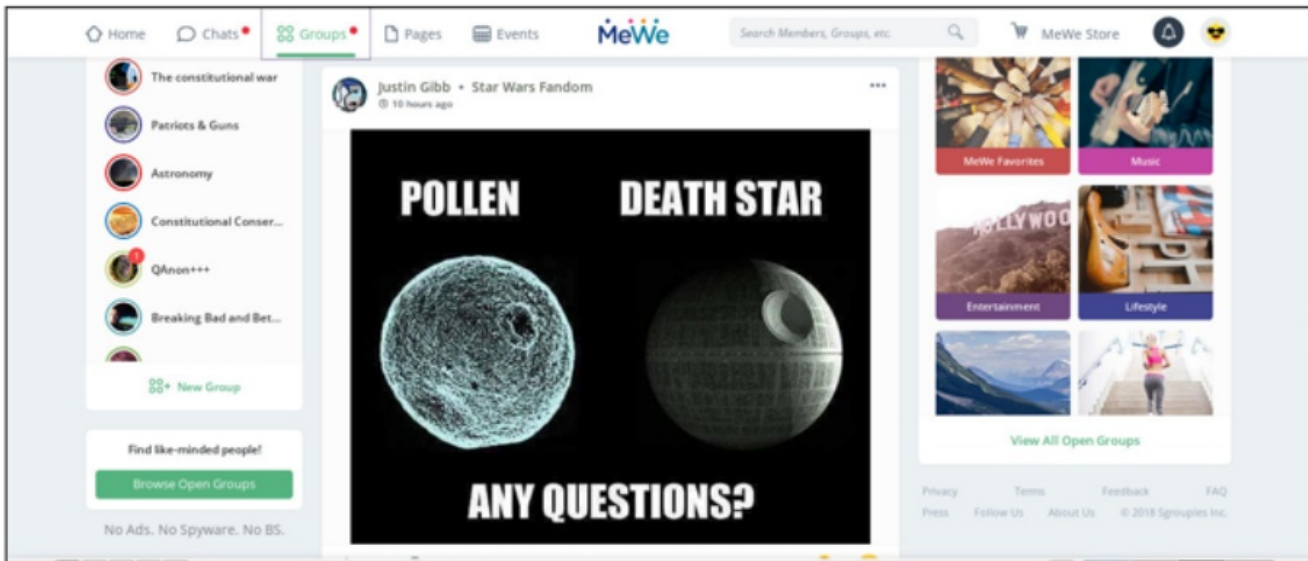 Home
Chats
Groups
Pages
Events
MeWe
Search Members, Groups, etc.
MeWe Store
The constitutional war
Patriots & Guns
Astronomy
Constitutional Conser...
1
QAnon+++
Breaking Bad and Bet...
New Group
Find like-minded people!
Browse Open Groups
No Ads. No Spyware. No BS.
Justin Gibb • Star Wars Fandom
10 hours ago
POLLEN DEATH STAR
ANY QUESTIONS?
MeWe Favorites
Music
HOLLYWOO
Entertainment
Lifestyle
View All Open Groups
Privacy Terms Feedback FAQ
Press Follow Us About Us © 2018 Sgroupies Inc.